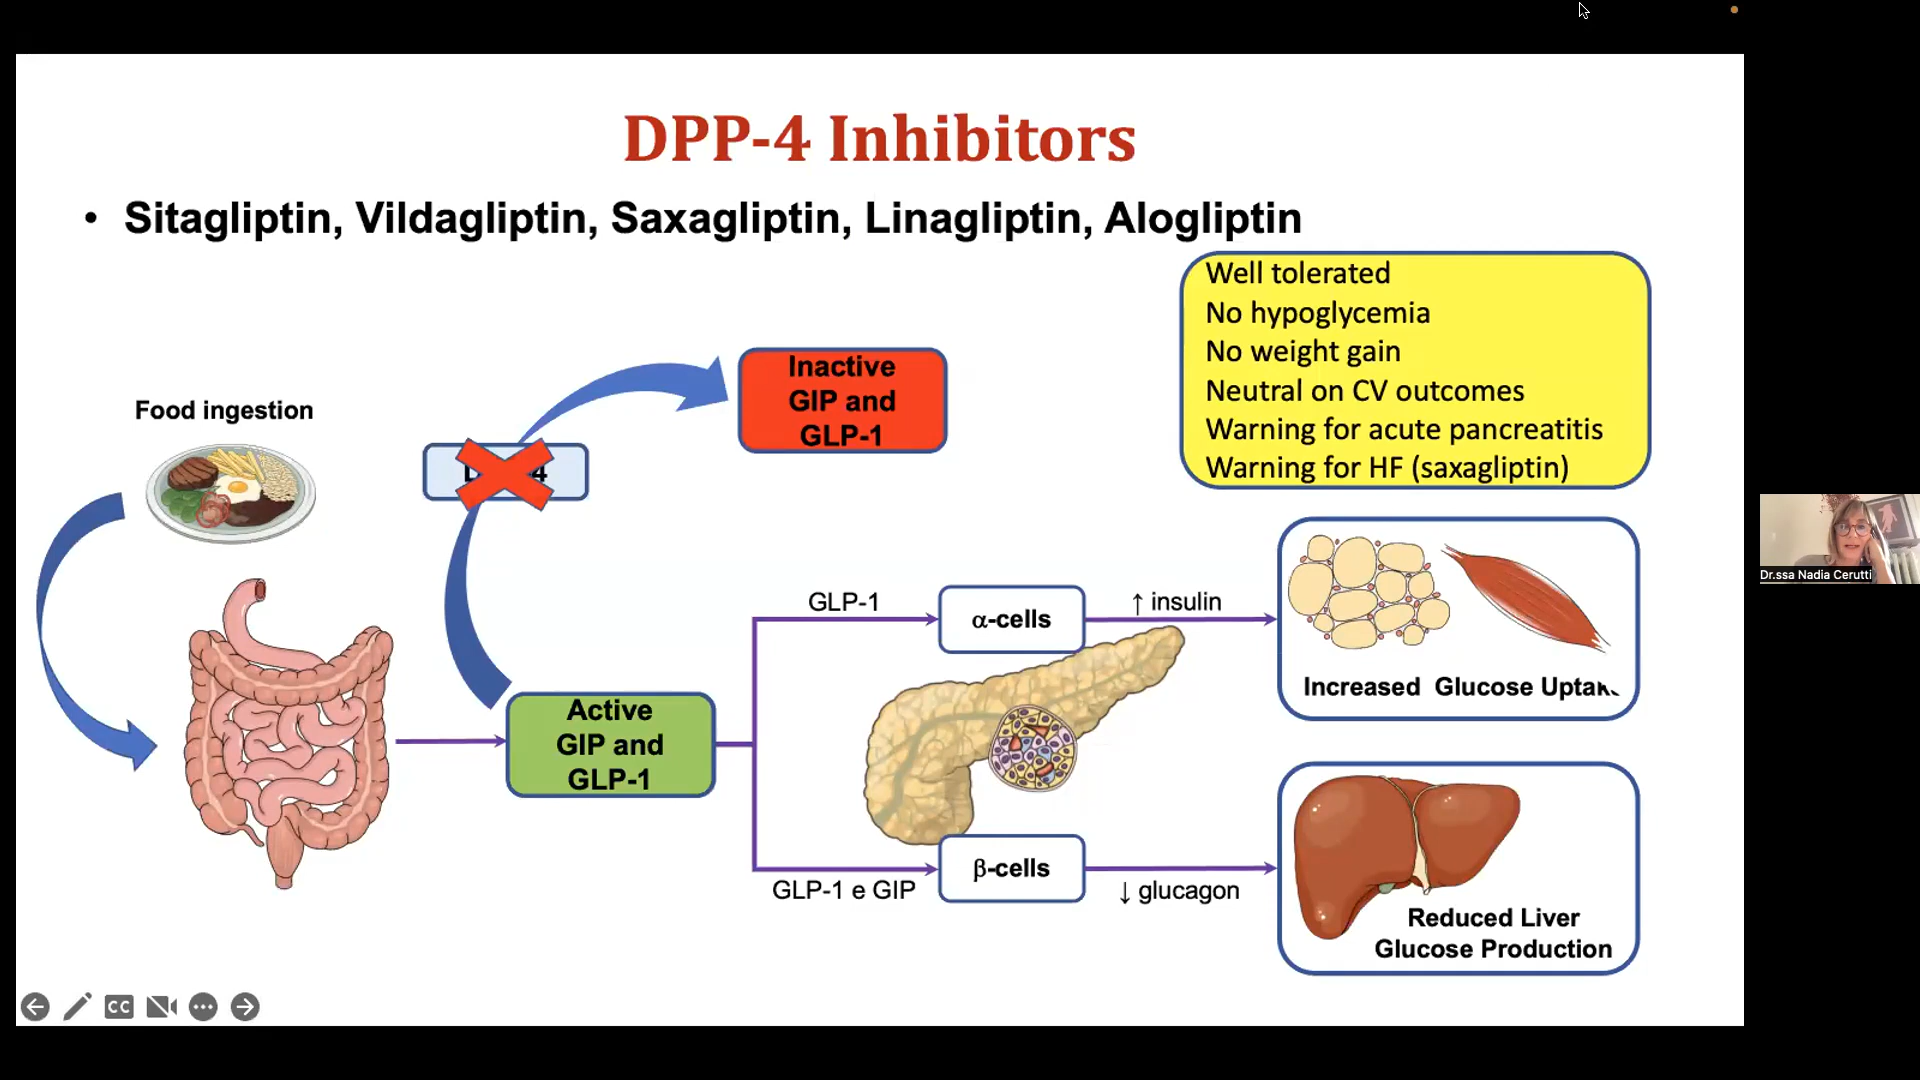 DPP-4 Inhibitors
• Sitagliptin, Vildagliptin, Saxagliptin, Linagliptin, Alogliptin
Well tolerated
No hypoglycemia
No weight gain
Neutral on CV outcomes
Warning for acute pancreatitis
Warning for HF (saxagliptin)
Inactive
GIP and
GLP-1
Food ingestion
Active
GIP and
GLP-1
GLP-1
α-cells
↑ insulin
Increased Glucose
GLP-1 e GIP
β-cells
↓ glucagon
Reduced Liver
Glucose Production
CC
Dr.ssa Nadia Cerutti